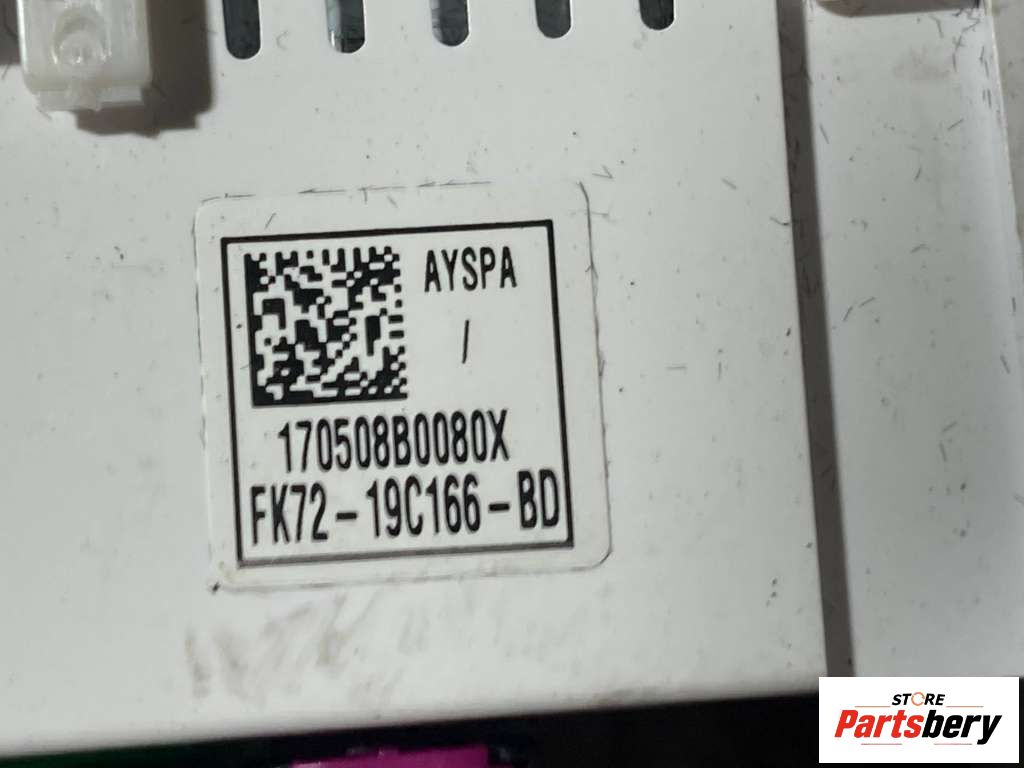 AYSPA
/
170508B0080X
FK72-19C166-BD
STORE
Partsbery